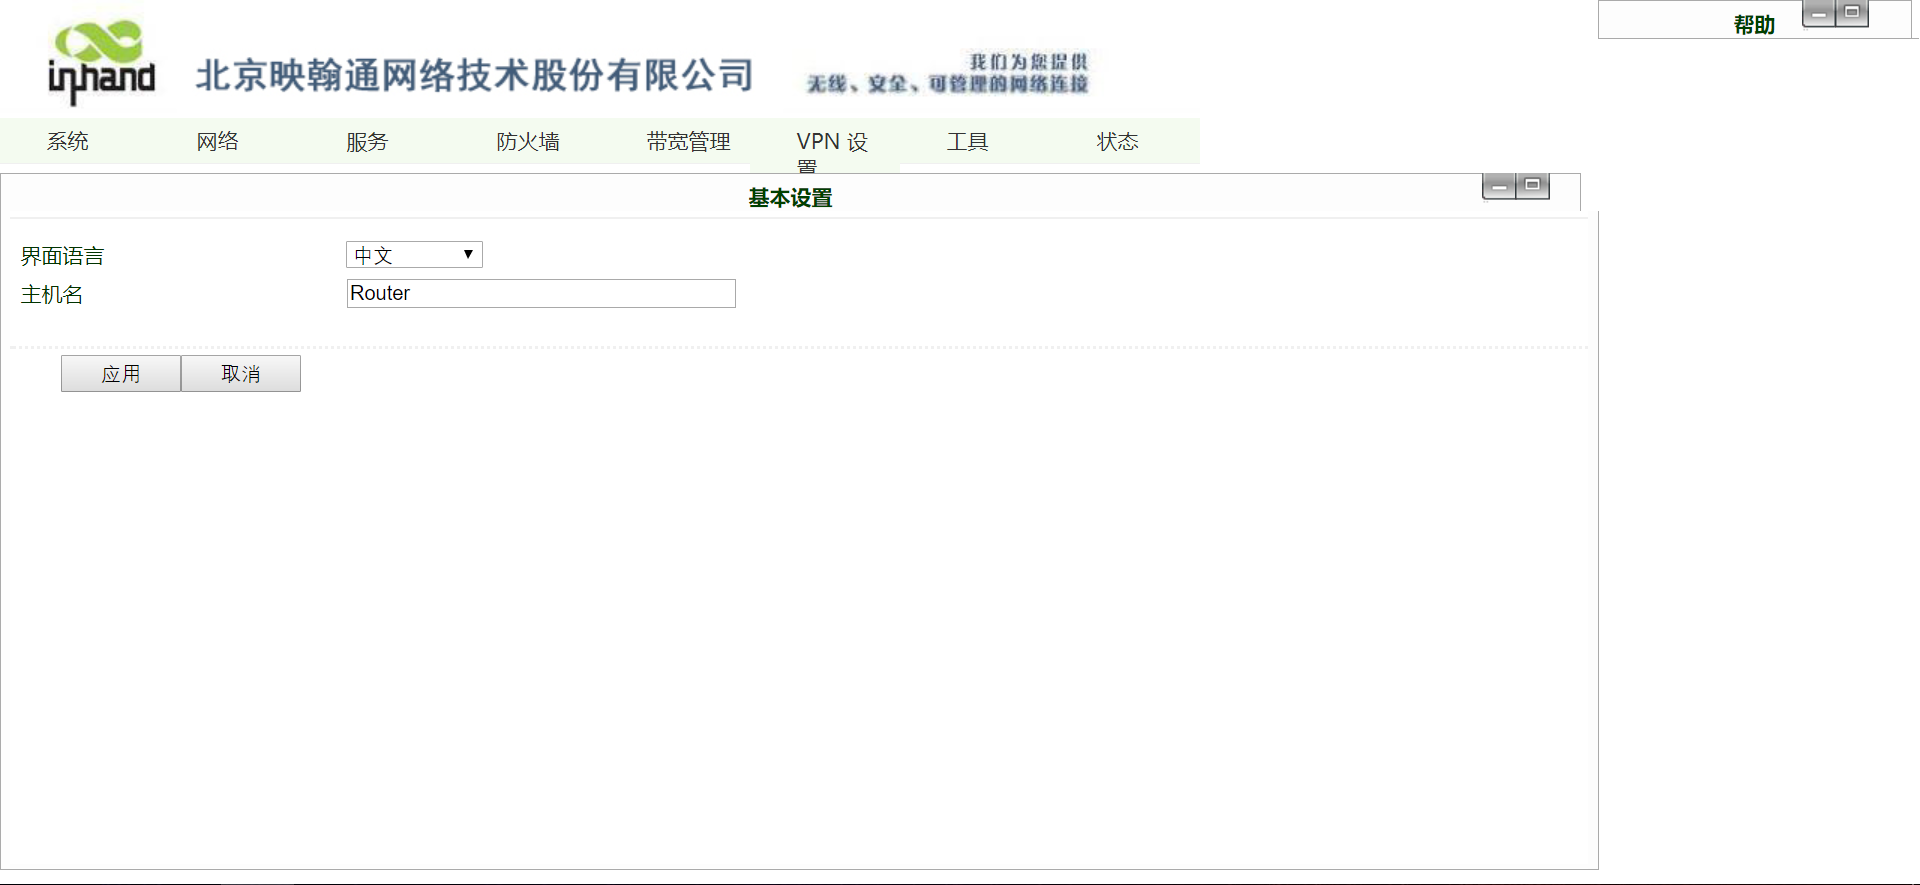 inhand
北京映翰通网络技术股份有限公司
我们为您提供
无线、安全、可管理的网络连接
帮助
系统 网络 服务 防火墙 带宽管理 VPN 设置 工具 状态
基本设置
界面语言 中文
主机名 Router
应用 取消